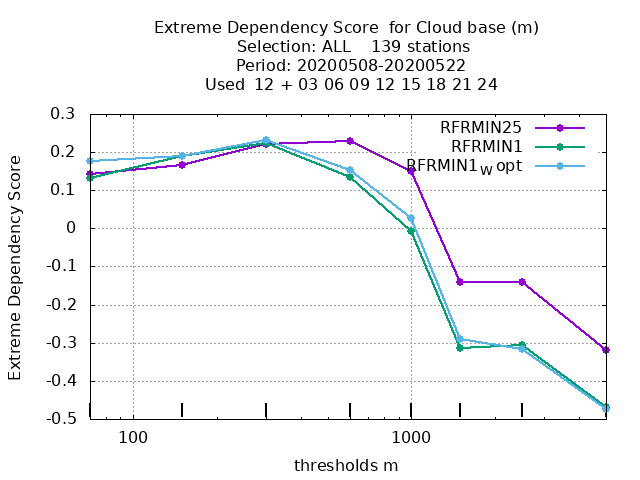 Extreme Dependency Score  for Cloud base (m)
Selection: ALL    139 stations
Period: 20200508-20200522
Used  12 + 03 06 09 12 15 18 21 24
RFRMIN25
RFRMIN1
RFRMIN1W opt
Extreme Dependency Score
0.3
0.2
0.1
0
-0.1
-0.2
-0.3
-0.4
-0.5
100 1000
thresholds m